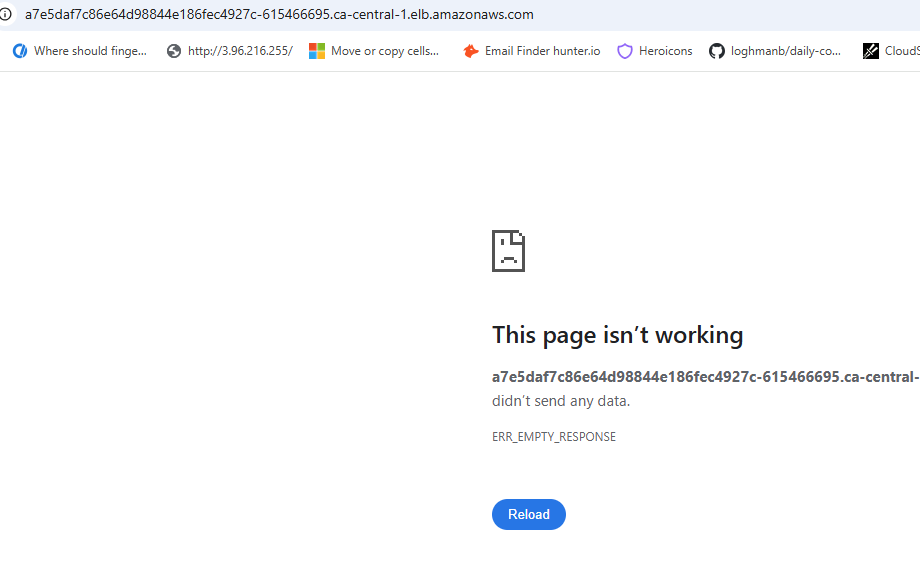 a7e5daf7c86e64d98844e186fec4927c-615466695.ca-central-1.elb.amazonaws.com
Where should finge... http://3.96.216.255/ Move or copy cells... Email Finder hunter.io Heroicons loghmanb/daily-co... CloudS
This page isn’t working
a7e5daf7c86e64d98844e186fec4927c-615466695.ca-central-
didn’t send any data.
ERR_EMPTY_RESPONSE
Reload